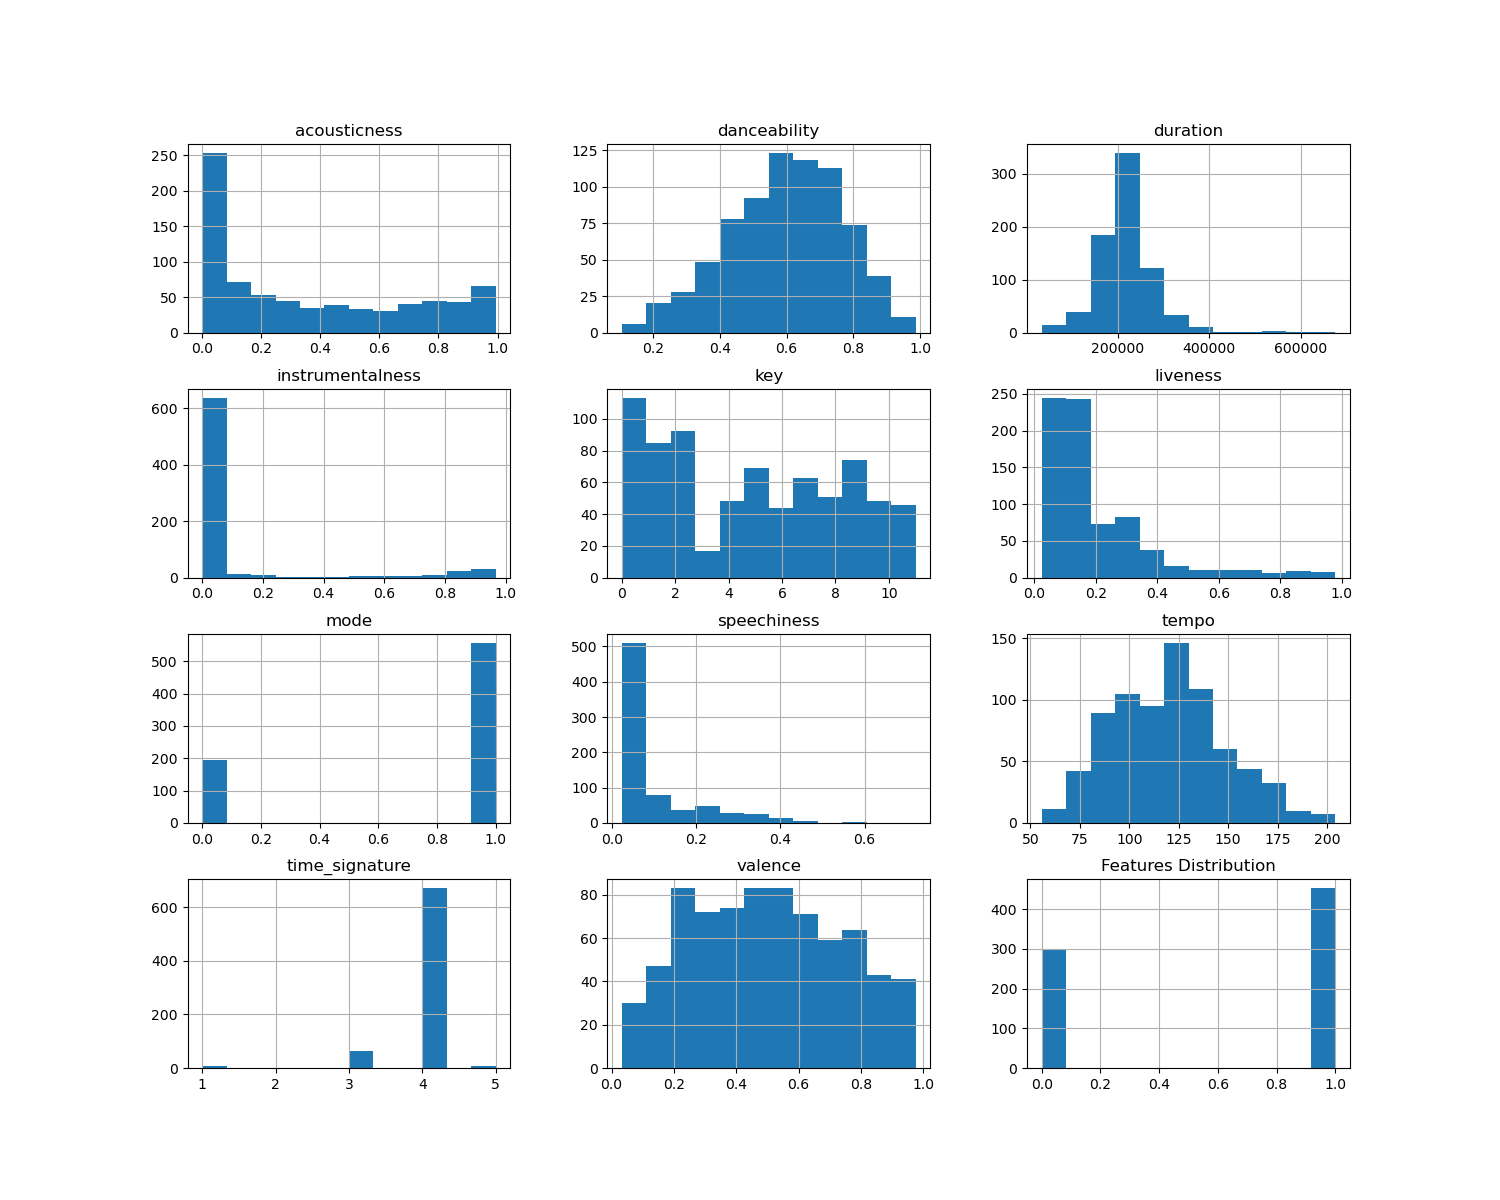 acousticness
250
200
150
100
50
0
0.0 0.2 0.4 0.6 0.8 1.0
danceability
125
100
75
50
25
0
0.2 0.4 0.6 0.8 1.0
duration
300
200
100
0
200000 400000 600000
instrumentalness
600
400
200
0
0.0 0.2 0.4 0.6 0.8 1.0
key
100
80
60
40
20
0
0 2 4 6 8 10
liveness
250
200
150
100
50
0
0.0 0.2 0.4 0.6 0.8 1.0
mode
500
400
300
200
100
0
0.0 0.2 0.4 0.6 0.8 1.0
speechiness
500
400
300
200
100
0
0.0 0.2 0.4 0.6
tempo
150
100
50
0
50 75 100 125 150 175 200
time_signature
600
400
200
0
1 2 3 4 5
valence
80
60
40
20
0
0.0 0.2 0.4 0.6 0.8 1.0
Features Distribution
400
300
200
100
0
0.0 0.2 0.4 0.6 0.8 1.0